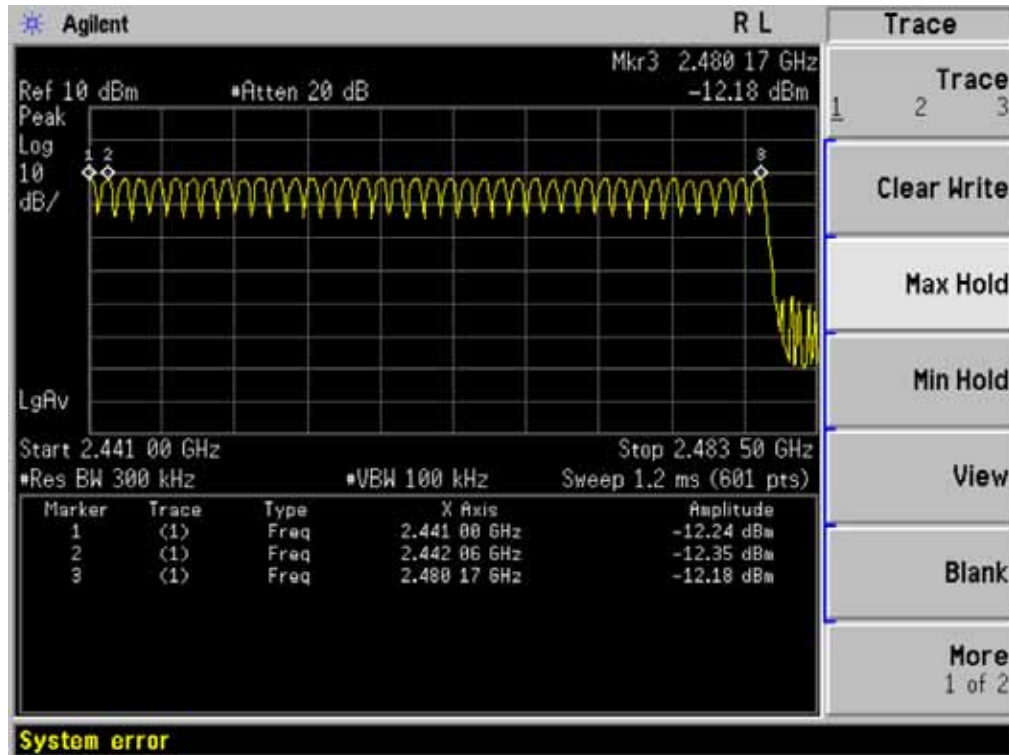 Agilent
R L
Trace
Mkr3 2.480 17 GHz
Ref 10 dBm #Atten 20 dB -12.18 dBm
Peak
Log
10
dB/
1 2 3
LgAv
Start 2.441 00 GHz Stop 2.483 50 GHz
#Res BW 300 kHz #VBW 100 kHz Sweep 1.2 ms (601 pts)
Marker Trace Type X Axis Amplitude
1 (1) Freq 2.441 00 GHz -12.24 dBm
2 (1) Freq 2.442 06 GHz -12.35 dBm
3 (1) Freq 2.480 17 GHz -12.18 dBm
System error
Trace
1 2 3
Clear Write
Max Hold
Min Hold
View
Blank
More
1 of 2